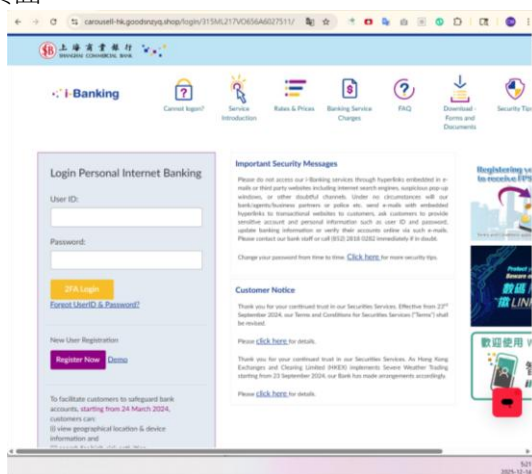 carousell-hk.goodsnzyq.shop/login/315ML217VO656A6027511/
上海商業銀行
SHANGHAI COMMERCIAL BANK
i-Banking
Cannot logon?
Service Introduction
Rates & Prices
Banking Service Charges
FAQ
Download - Forms and Documents
Security Tips
Login Personal Internet Banking
User ID:
Password:
2FA Login
Forgot UserID & Password?
New User Registration
Register Now Demo
To facilitate customers to safeguard bank
accounts, starting from 24 March 2024,
customers can:
(i) view geographical location & device
information and
Important Security Messages
Please do not access our i-Banking services through hyperlinks embedded in e-
mails or third party websites including internet search engines, suspicious pop-up
windows, or other doubtful channels. Under no circumstances will our
bank/agents/business partners or police etc. send e-mails with embedded
hyperlinks to transactional websites to customers, ask customers to provide
sensitive account and personal information such as user ID and password,
update banking information or verify their accounts online via such e-mails.
Please contact our bank staff or call (852) 2818 0282 immediately if in doubt.
Change your password from time to time. Click here for more security tips.
Customer Notice
Thank you for your continued trust in our Securities Services. Effective from 23rd
September 2024, our Terms and Conditions for Securities Services ("Terms") shall
be revised.
Please click here for details.
Thank you for your continued trust in our Securities Services. As Hong Kong
Exchanges and Clearing Limited (HKEX) implements Severe Weather Trading
starting from 23 September 2024, our Bank has made arrangements accordingly.
Please click here for details.
Registering
to receive FPS
Protect
Beware
數碼
LIN
歡迎使用